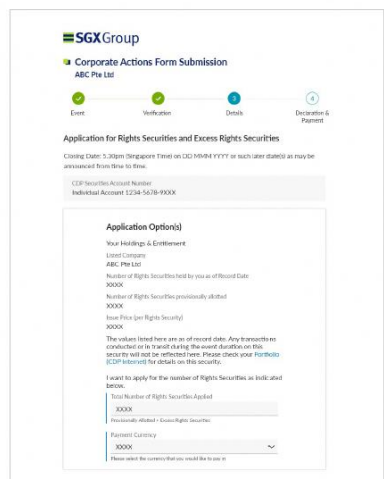 SGXGroup
Corporate Actions Form Submission
ABC Pte Ltd
3
4
Event
Verification
Details
Declaration &
Payment
Application for Rights Securities and Excess Rights Securities
Closing Date: 5.30pm (Singapore Time) on DD MMM YYYY or such later date(s) as may be
announced from time to time.
CDP Securities Account Number
Individual Account 1234-5678-9XXX
Application Option(s)
Your Holdings & Entitlement
Listed Company
ABC Pte Ltd
Number of Rights Securities held by you as of Record Date
XXXX
Number of Rights Securities provisionally allotted
XXXX
Issue Price (per Rights Security)
XXXX
The values listed here are as of record date. Any transactions
conducted or in transit during the event duration on this
security will not be reflected here. Please check your Portfolio
(CDP Internet) for details on this security.
I want to apply for the number of Rights Securities as indicated
below.
Total Number of Rights Securities Applied
XXXX
Provisionally Allotted + Excess Rights Securities
Payment Currency
XXXX
Please select the currency that you would like to pay in